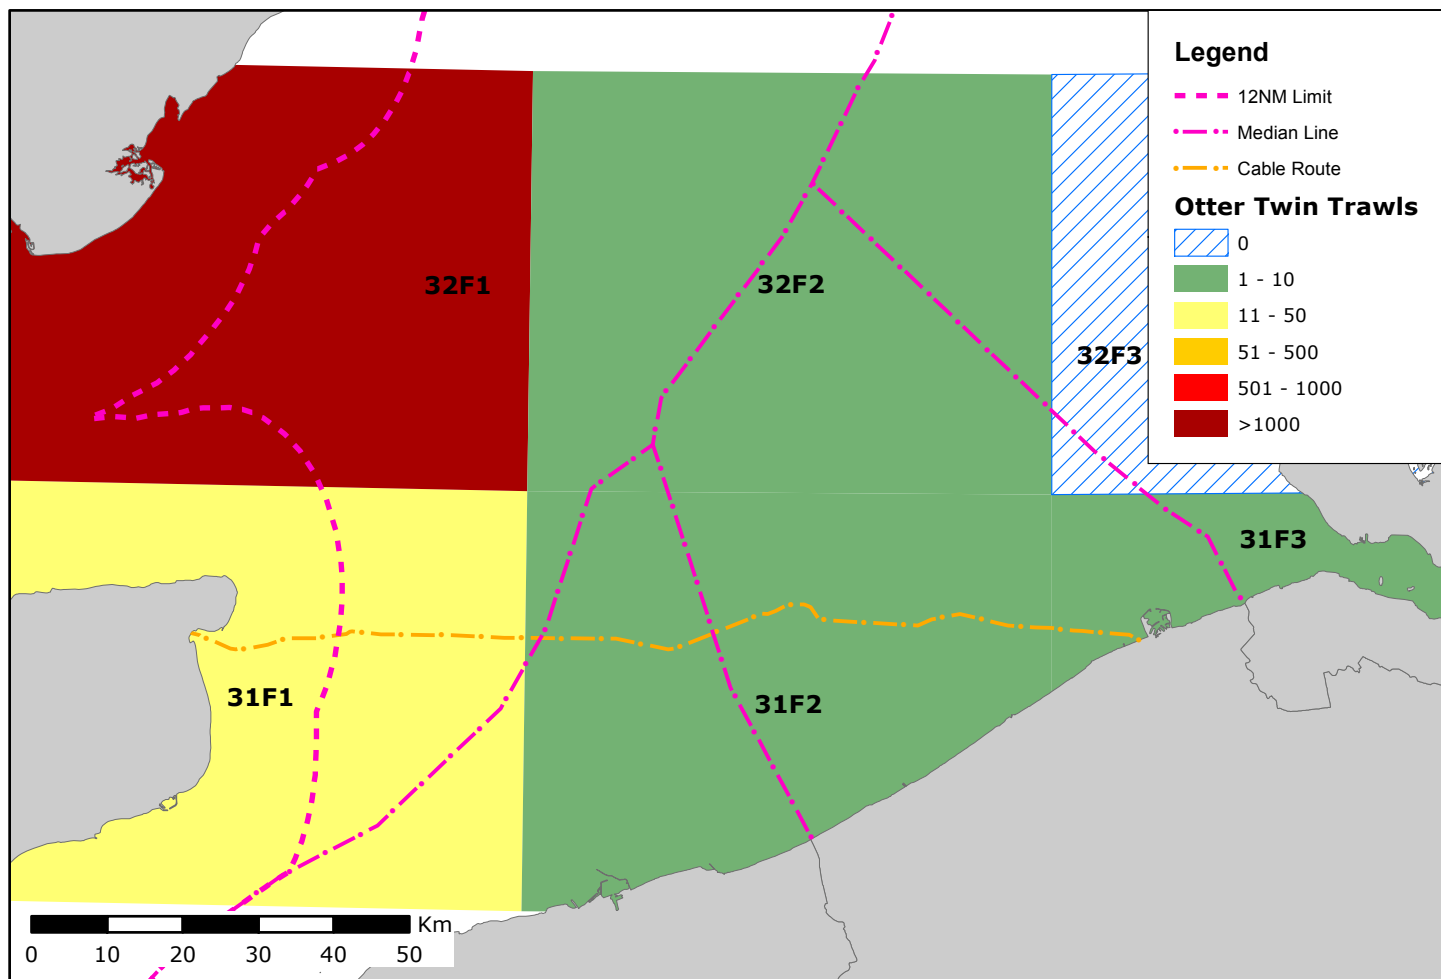 Legend
12NM Limit
Median Line
Cable Route
Otter Twin Trawls
0
1 - 10
11 - 50
51 - 500
501 - 1000
>1000
32F1
32F2
32F3
31F3
31F1
31F2
Km
0 10 20 30 40 50